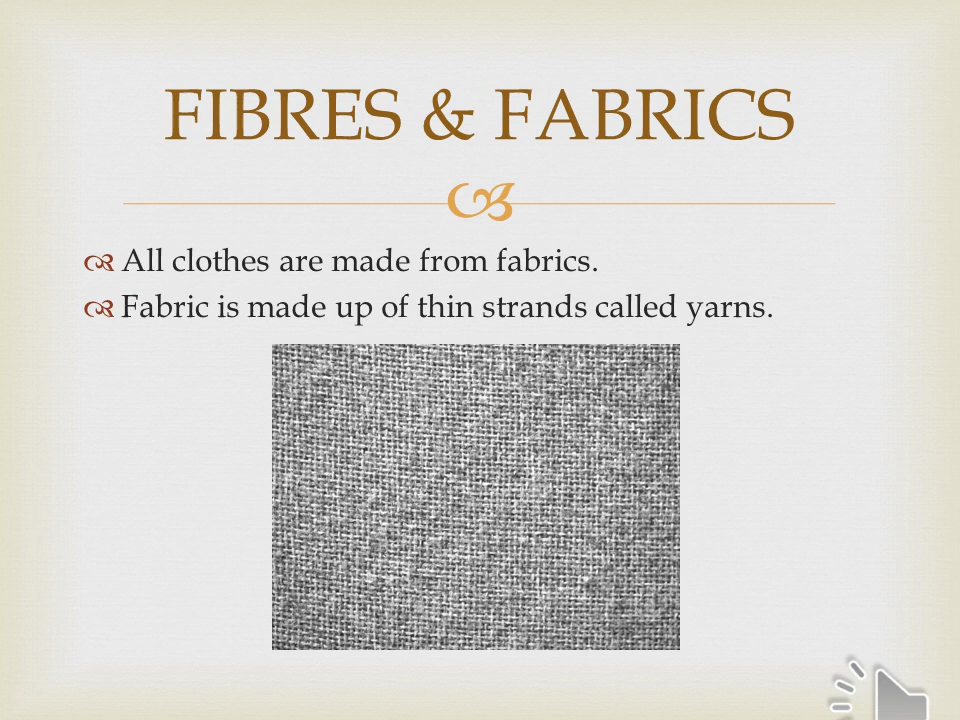 FIBRES & FABRICS
All clothes are made from fabrics.
Fabric is made up of thin strands called yarns.